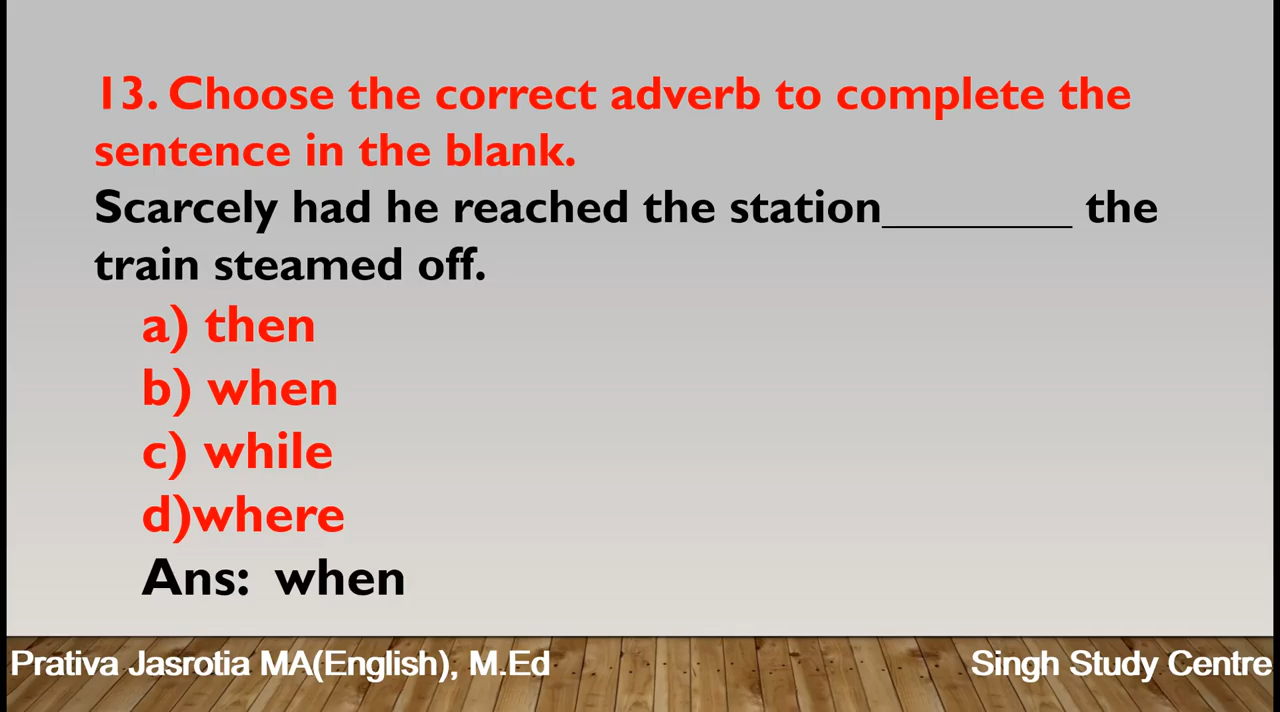 13. Choose the correct adverb to complete the
sentence in the blank.
Scarcely had he reached the station________ the
train steamed off.
a) then
b) when
c) while
d)where
Ans: when
Prativa Jasrotia MA(English), M.Ed
Singh Study Centre